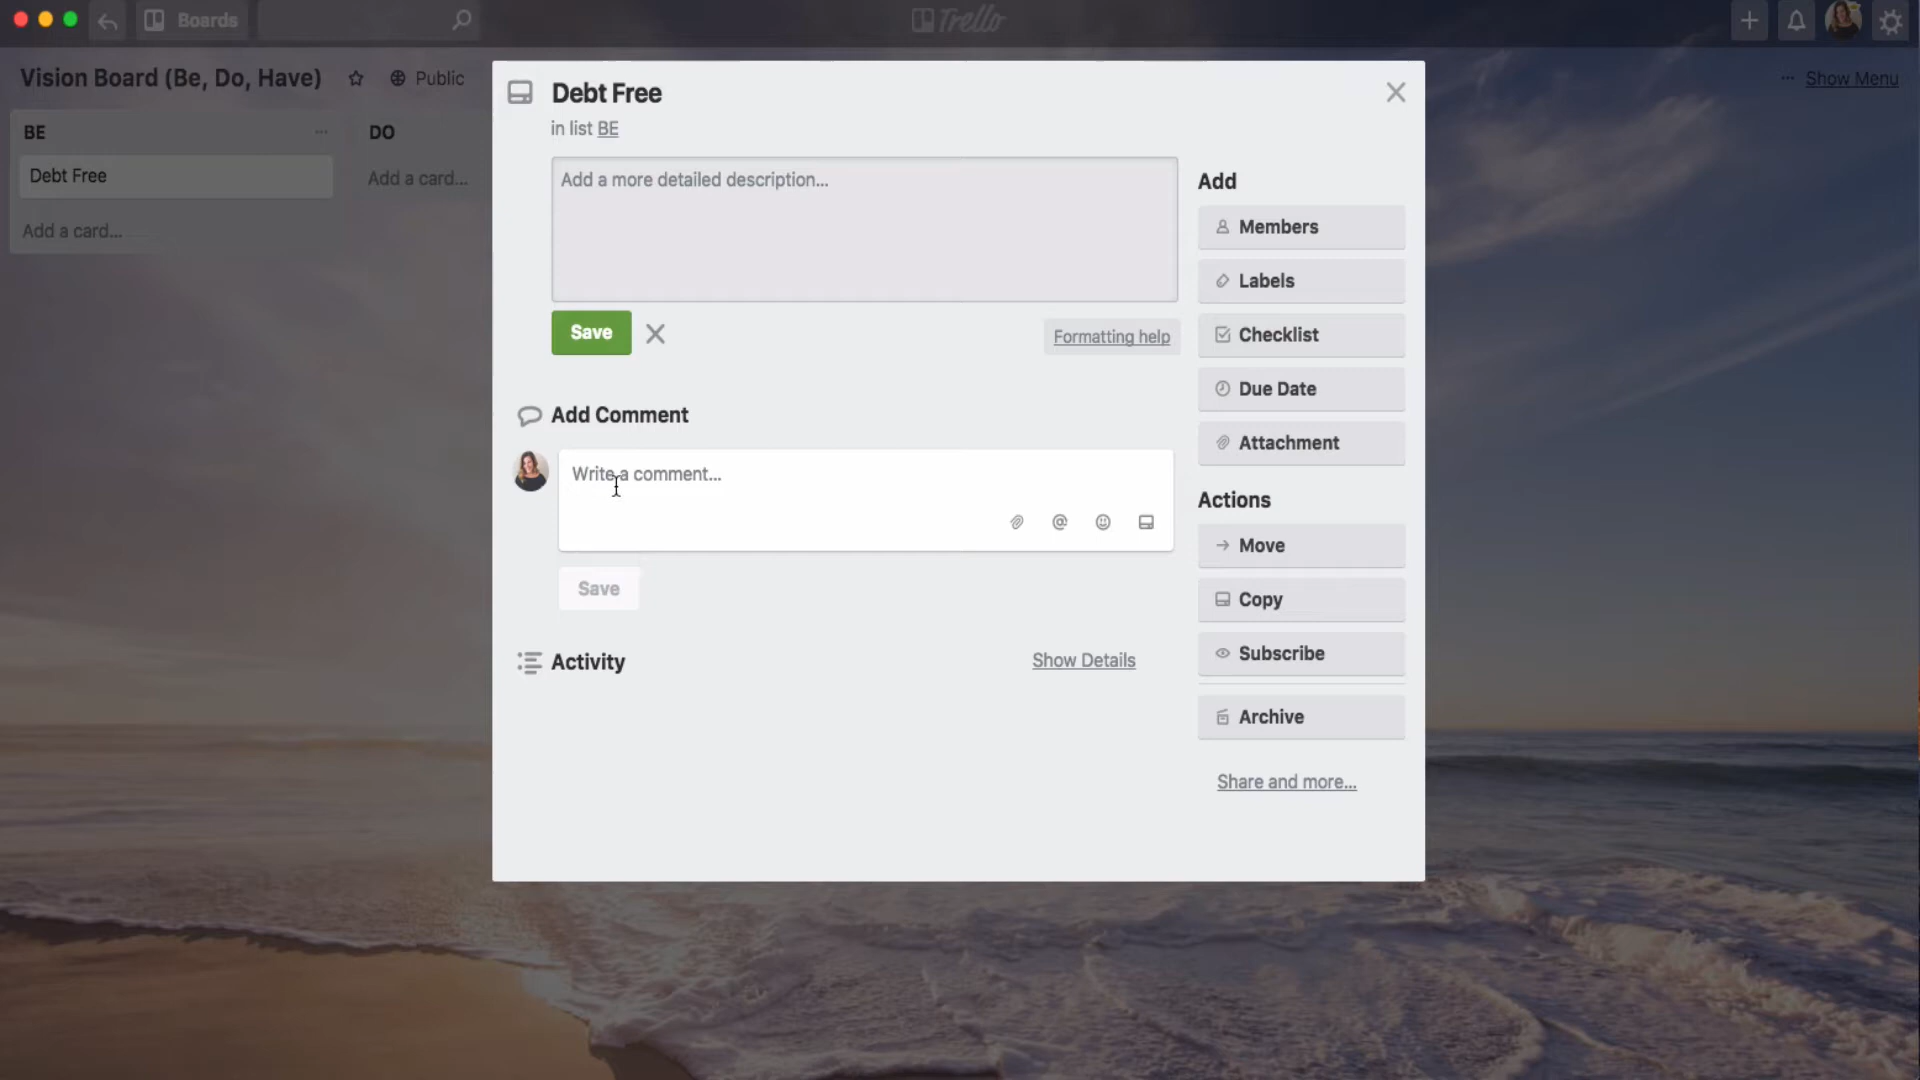 Boards
Trello
Vision Board (Be, Do, Have)
Public
... Show Menu
BE
...
Debt Free
Add a card...
DO
Add a card...
Debt Free
in list BE
Add a more detailed description...
Save
Formatting help
Add Comment
Write a comment...
@
Save
Activity
Show Details
Add
Members
Labels
Checklist
Due Date
Attachment
Actions
Move
Copy
Subscribe
Archive
Share and more...